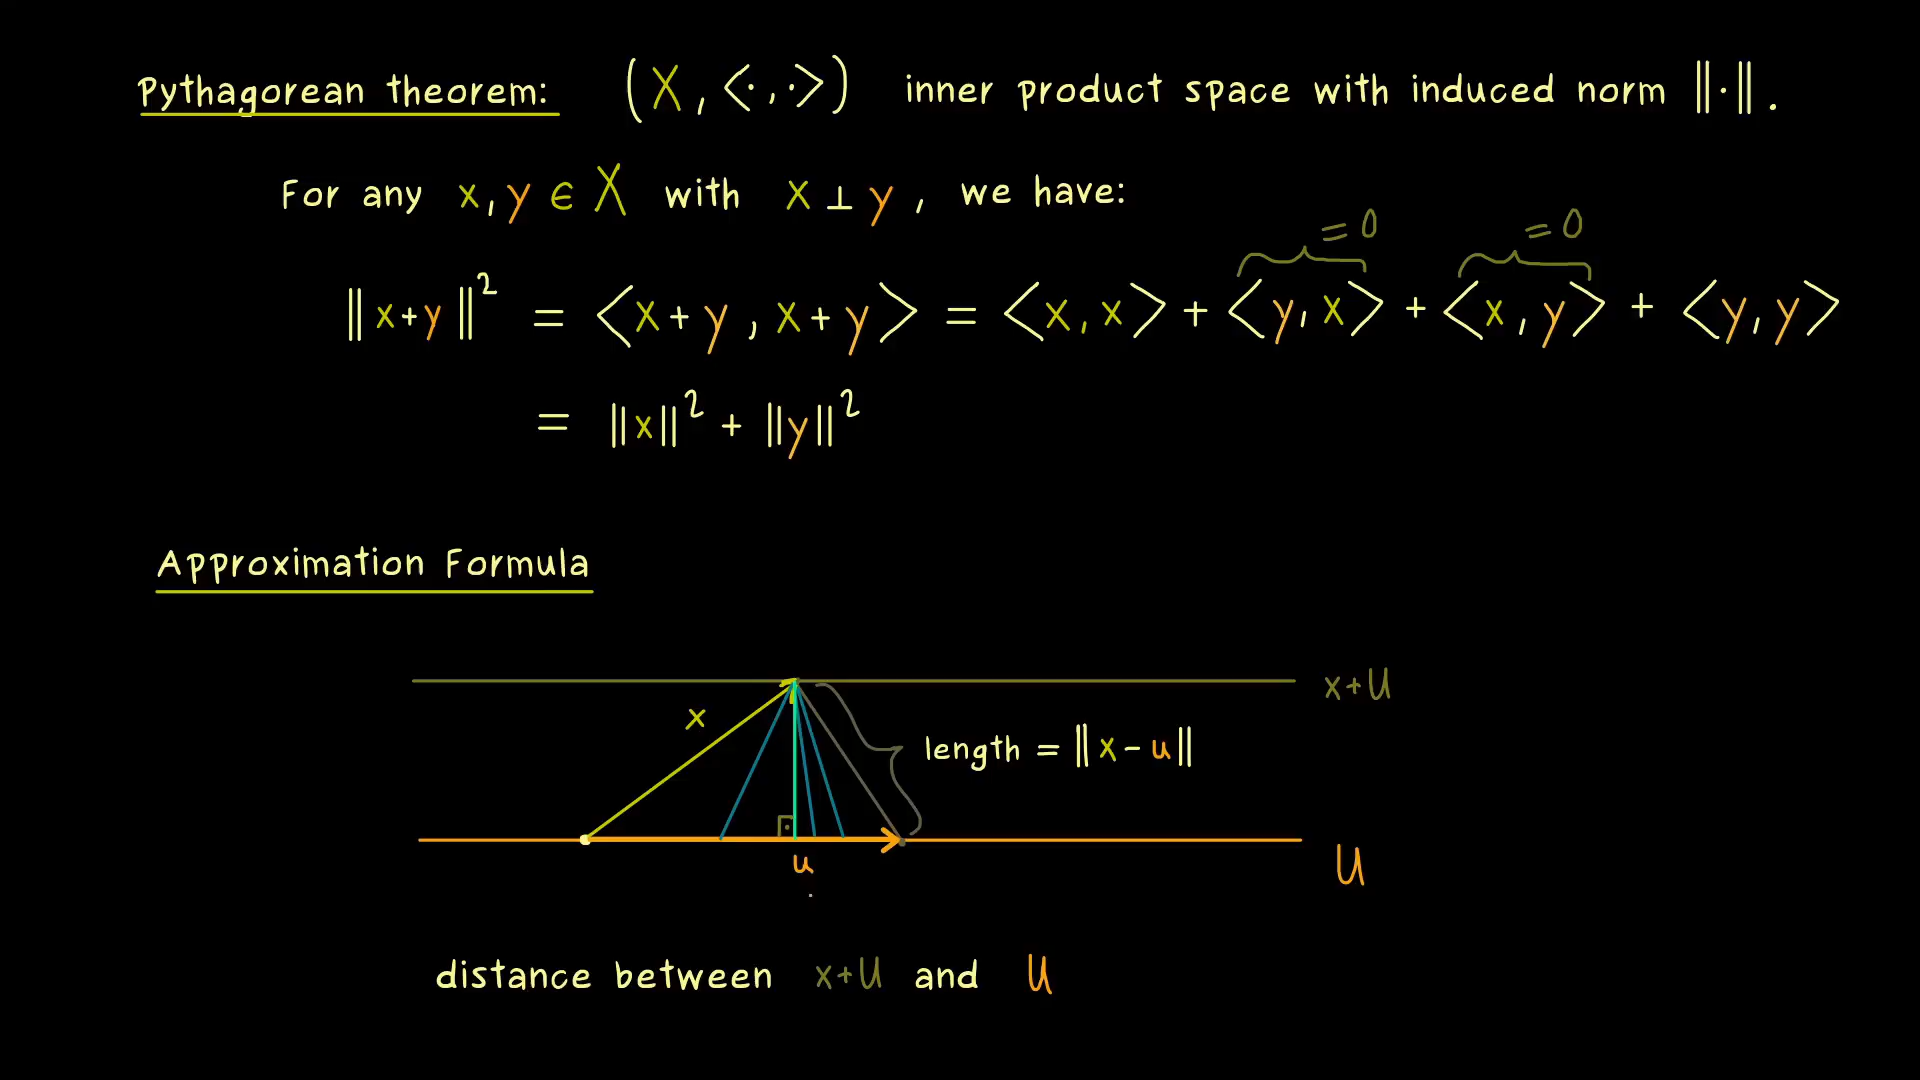 Pythagorean theorem: (X, <·,·>) inner product space with induced norm ‖·‖.
For any x, y ∈ X with x ⊥ y, we have:
= 0 = 0
‖x+y‖² = <x+y, x+y> = <x, x> + <y, x> + <x, y> + <y, y>
= ‖x‖² + ‖y‖²
Approximation Formula
x+U
x
length = ‖x-u‖
u
U
distance between x+U and U